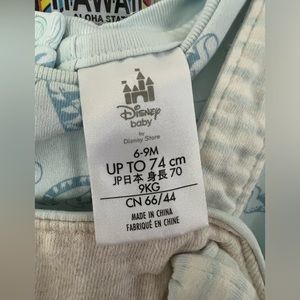 HAWAII
ALOHA STATE
Disney
baby
by
Disney Store
6-9M
UP TO 74 cm
JP日本 身長 70
9KG
CN 66/44
MADE IN CHINA
FABRIQUÉ EN CHINE